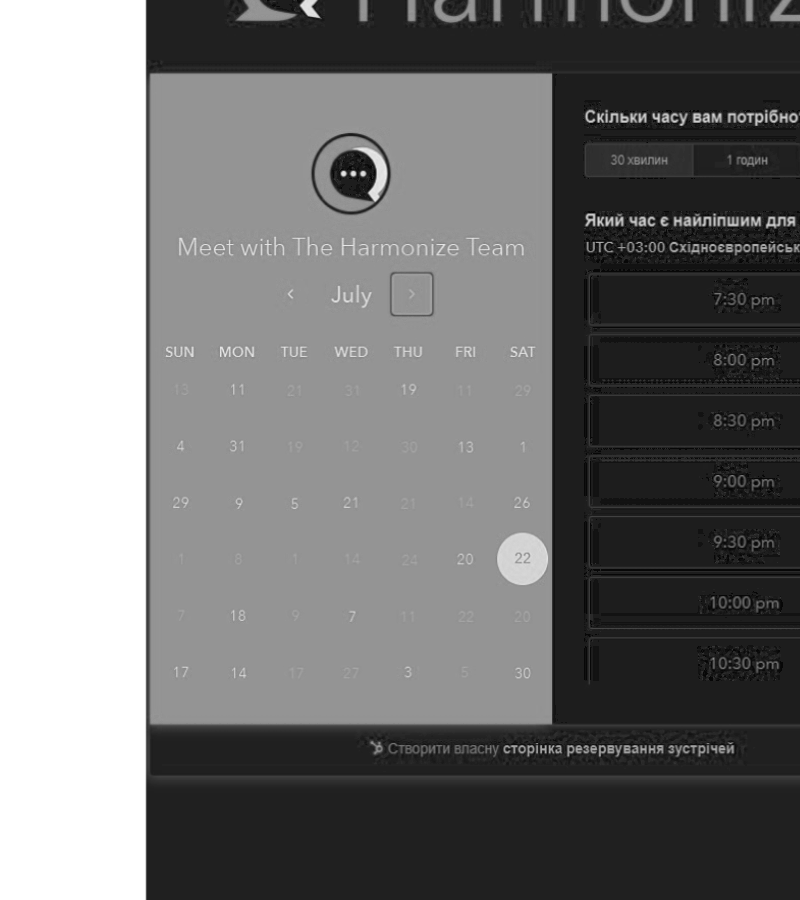 Harmoniz
Meet with The Harmonize Team
July
SUN MON TUE WED THU FRI SAT
13 11 21 31 19 11 29
4 31 19 12 30 13 1
29 9 5 21 21 14 26
1 8 1 14 24 20 22
7 18 9 7 11 22 20
17 14 17 27 3 5 30
Скільки часу вам потрібно?
30 хвилин 1 годин
Який час є найліпшим для
UTC +03:00 Східноєвропейськ
7:30 pm
8:00 pm
8:30 pm
9:00 pm
9:30 pm
10:00 pm
10:30 pm
Створити власну сторінка резервування зустрічей